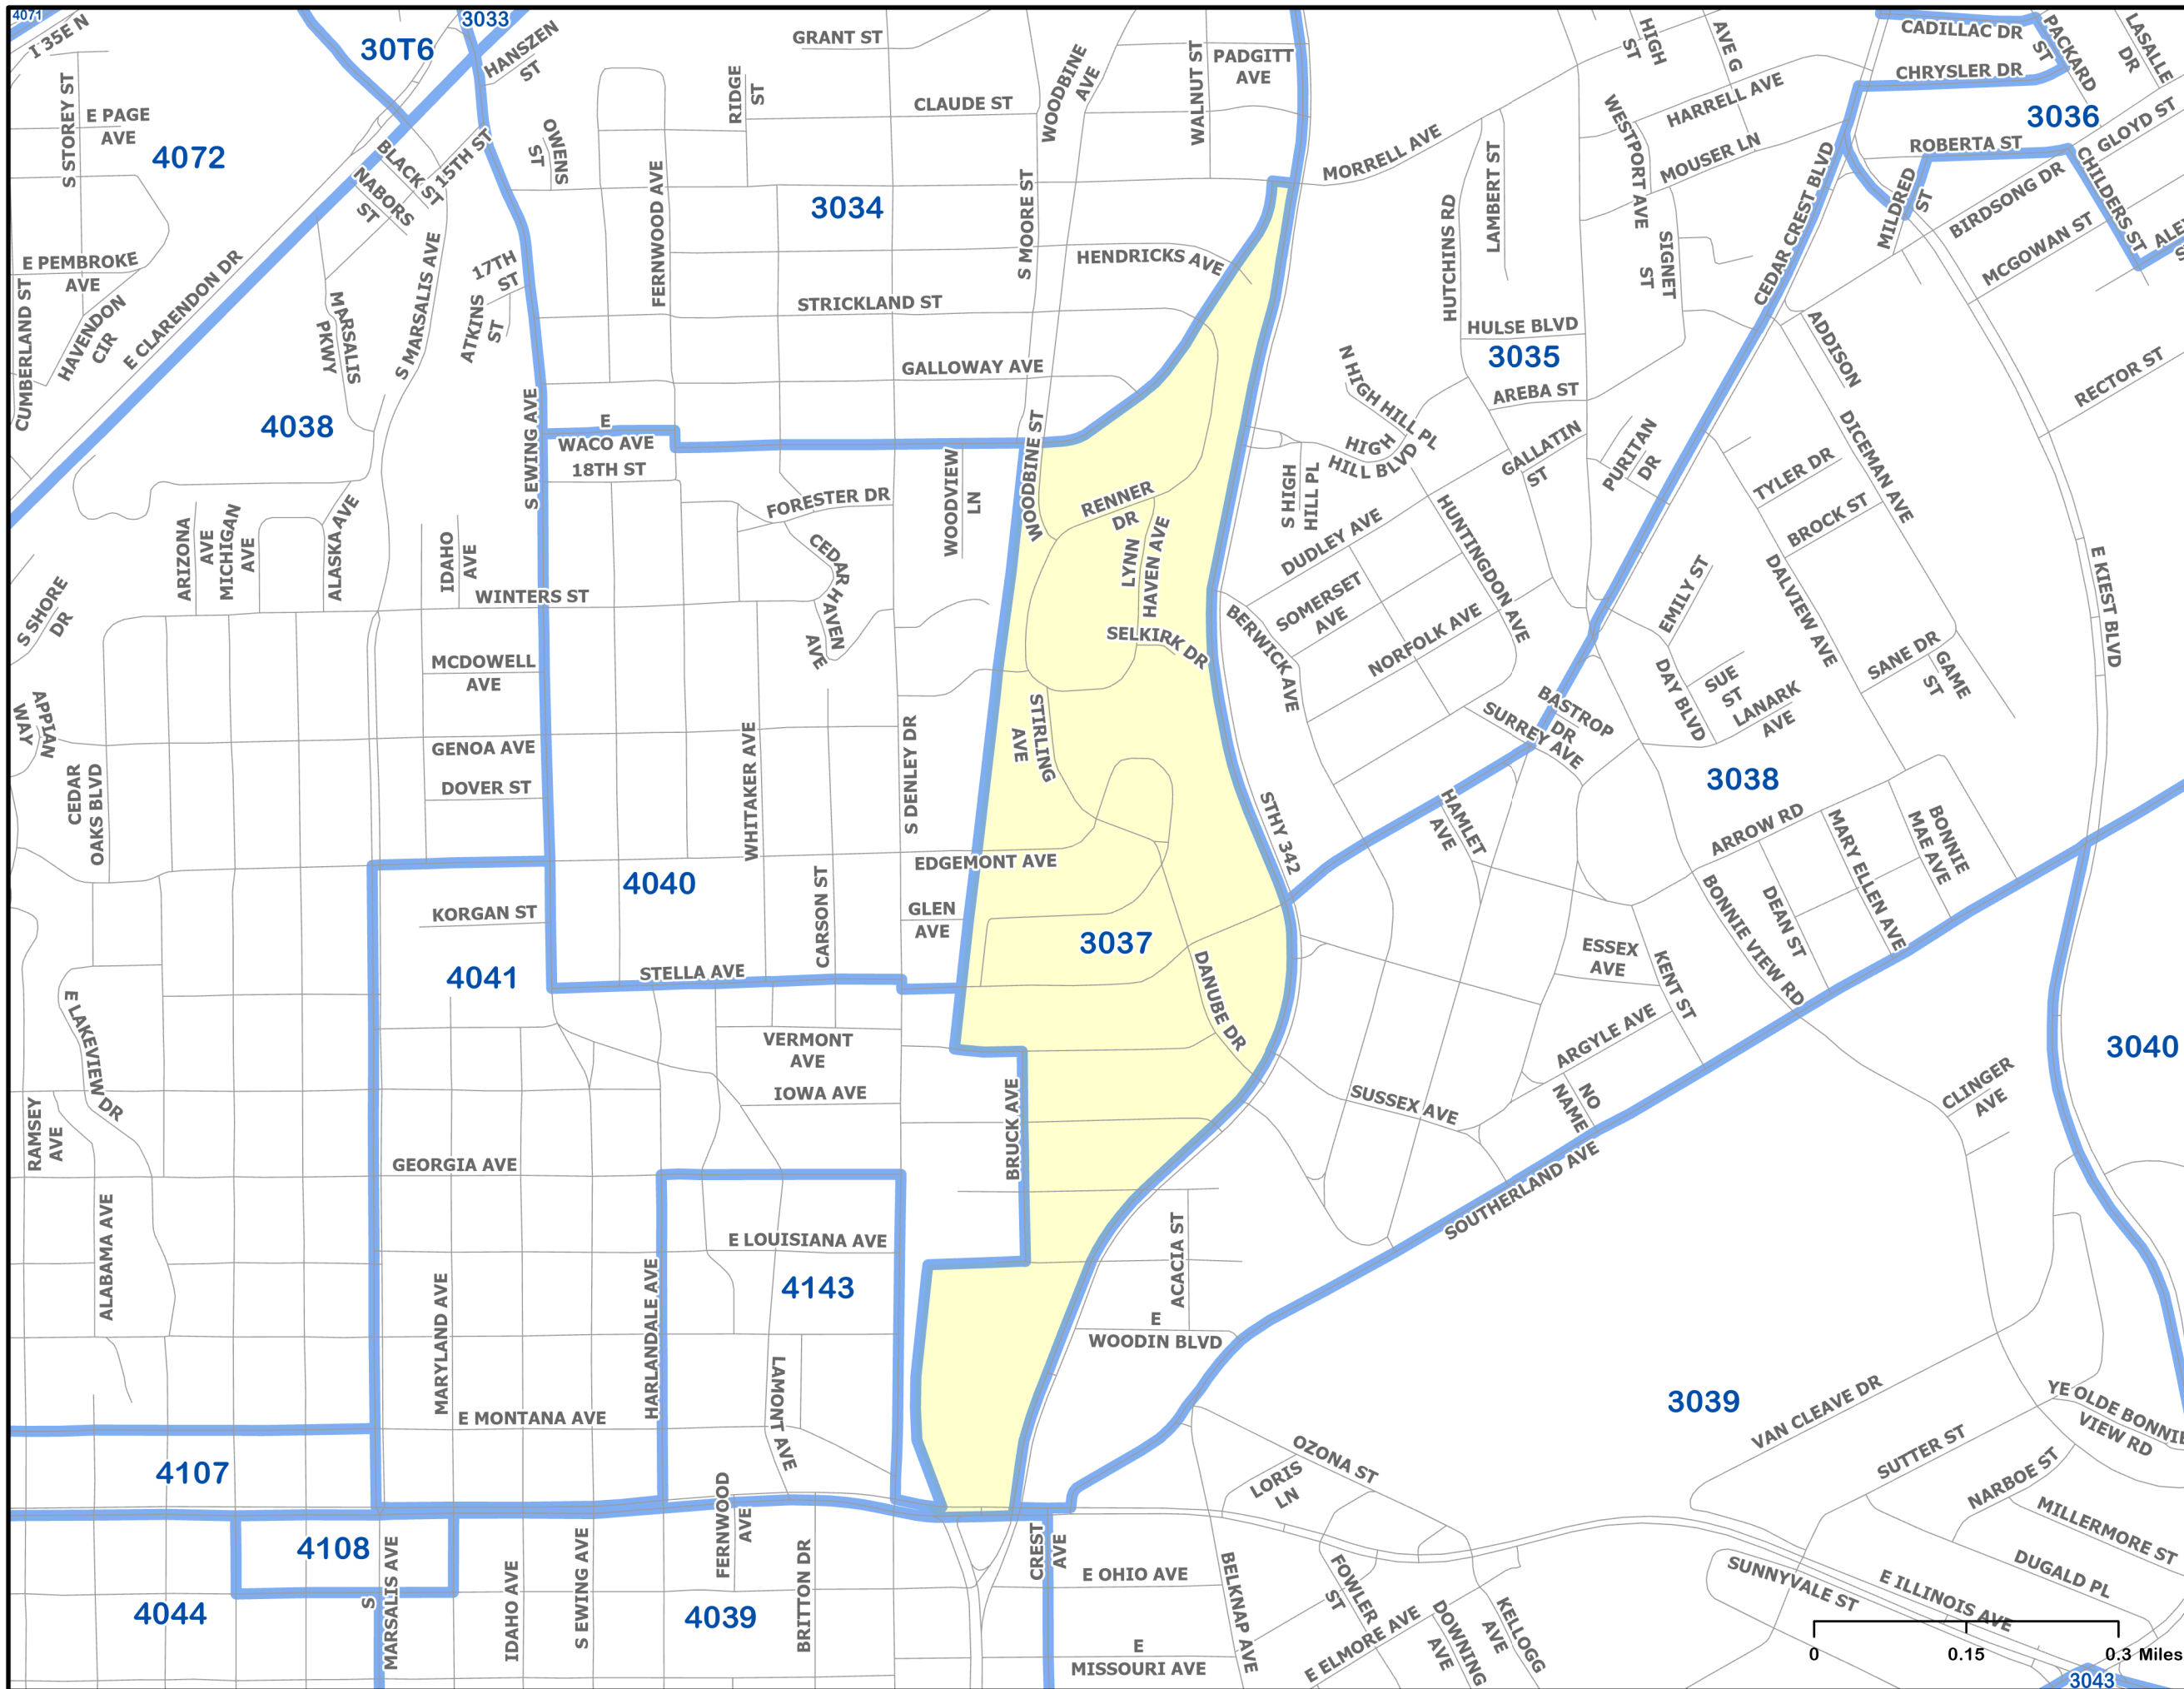 4071
I 35E N
30T6
3033
HANSZEN
ST
GRANT ST
RIDGE
ST
CLAUDE ST
WOODBINE
AVE
WALNUT ST
PADGITT
AVE
HIGH
ST
AVE G
CADILLAC DR
PACKARD
ST
LASALLE
DR
CHRYSLER DR
HARRELL AVE
3036
GLOYD ST
S STOREY ST
E PAGE
AVE
4072
BLACK ST
15TH ST
NABORS
ST
OWENS
ST
FERNWOOD AVE
3034
S MOORE ST
MORRELL AVE
LAMBERT ST
HUTCHINS RD
WESTPORT AVE
MOUSER LN
SIGNET
ST
CEDAR CREST BLVD
ROBERTA ST
MILDRED
ST
BIRDSONG DR
CHILDERS ST
MCGOWAN ST
E PEMBROKE
AVE
CUMBERLAND ST
HAVENDON
CIR
E CLARENDON DR
MARSALIS
PKWY
S MARSALIS AVE
17TH
ST
ATKINS
ST
HENDRICKS AVE
STRICKLAND ST
GALLOWAY AVE
HULSE BLVD
3035
AREBA ST
ADDISON
RECTOR ST
N HIGH HILL PL
HIGH
HILL BLVD
S HIGH
HILL PL
GALLATIN
ST
PURITAN
DR
DICEMAN AVE
TYLER DR
BROCK ST
4038
S EWING AVE
E
WACO AVE
18TH ST
FORESTER DR
WOODVIEW
LN
WOODBINE ST
RENNER
DR
LYNN
HAVEN AVE
SELKIRK DR
DUDLEY AVE
HUNTINGDON AVE
SOMERSET
AVE
NORFOLK AVE
BERWICK AVE
EMILY ST
DALVIEW AVE
E KIEST BLVD
ARIZONA
AVE
MICHIGAN
AVE
ALASKA AVE
IDAHO
AVE
WINTERS ST
CEDAR HAVEN
AVE
S SHORE
DR
APPIAN
WAY
MCDOWELL
AVE
GENOA AVE
DOVER ST
CEDAR
OAKS BLVD
WHITAKER AVE
S DENLEY DR
STIRLING
AVE
STHY 342
BASTROP
DR
SURREY AVE
DAY BLVD
SUE
ST
LANARK
AVE
SANE DR
GAME
ST
3038
HAMLET
AVE
ARROW RD
MARY ELLEN AVE
BONNIE
MAE AVE
DEAN ST
BONNIE VIEW RD
EDGEMONT AVE
4040
KORGAN ST
CARSON ST
GLEN
AVE
3037
4041
STELLA AVE
DANUBE DR
ESSEX
AVE
KENT ST
ARGYLE AVE
E LAKEVIEW DR
VERMONT
AVE
IOWA AVE
BRUCK AVE
SUSSEX AVE
NO
NAME
3040
CLINGER
AVE
RAMSEY
AVE
GEORGIA AVE
SOUTHERLAND AVE
ALABAMA AVE
E LOUISIANA AVE
4143
ACACIA ST
E
WOODIN BLVD
MARYLAND AVE
HARLANDALE AVE
LAMONT AVE
E MONTANA AVE
3039
VAN CLEAVE DR
YE OLDE BONNIE
VIEW RD
SUTTER ST
NARBOE ST
MILLERMORE ST
DUGALD PL
4107
OZONA ST
LORIS
LN
4108
FERNWOOD
AVE
CREST
AVE
E OHIO AVE
4044
S
MARSALIS AVE
IDAHO AVE
S EWING AVE
4039
BRITTON DR
E
MISSOURI AVE
BELKNAP AVE
FOWLER
ST
E ELMORE AVE
DOWNING
AVE
KELLOGG
AVE
SUNNYVALE ST
E ILLINOIS AVE
0 0.15 0.3 Miles
3043